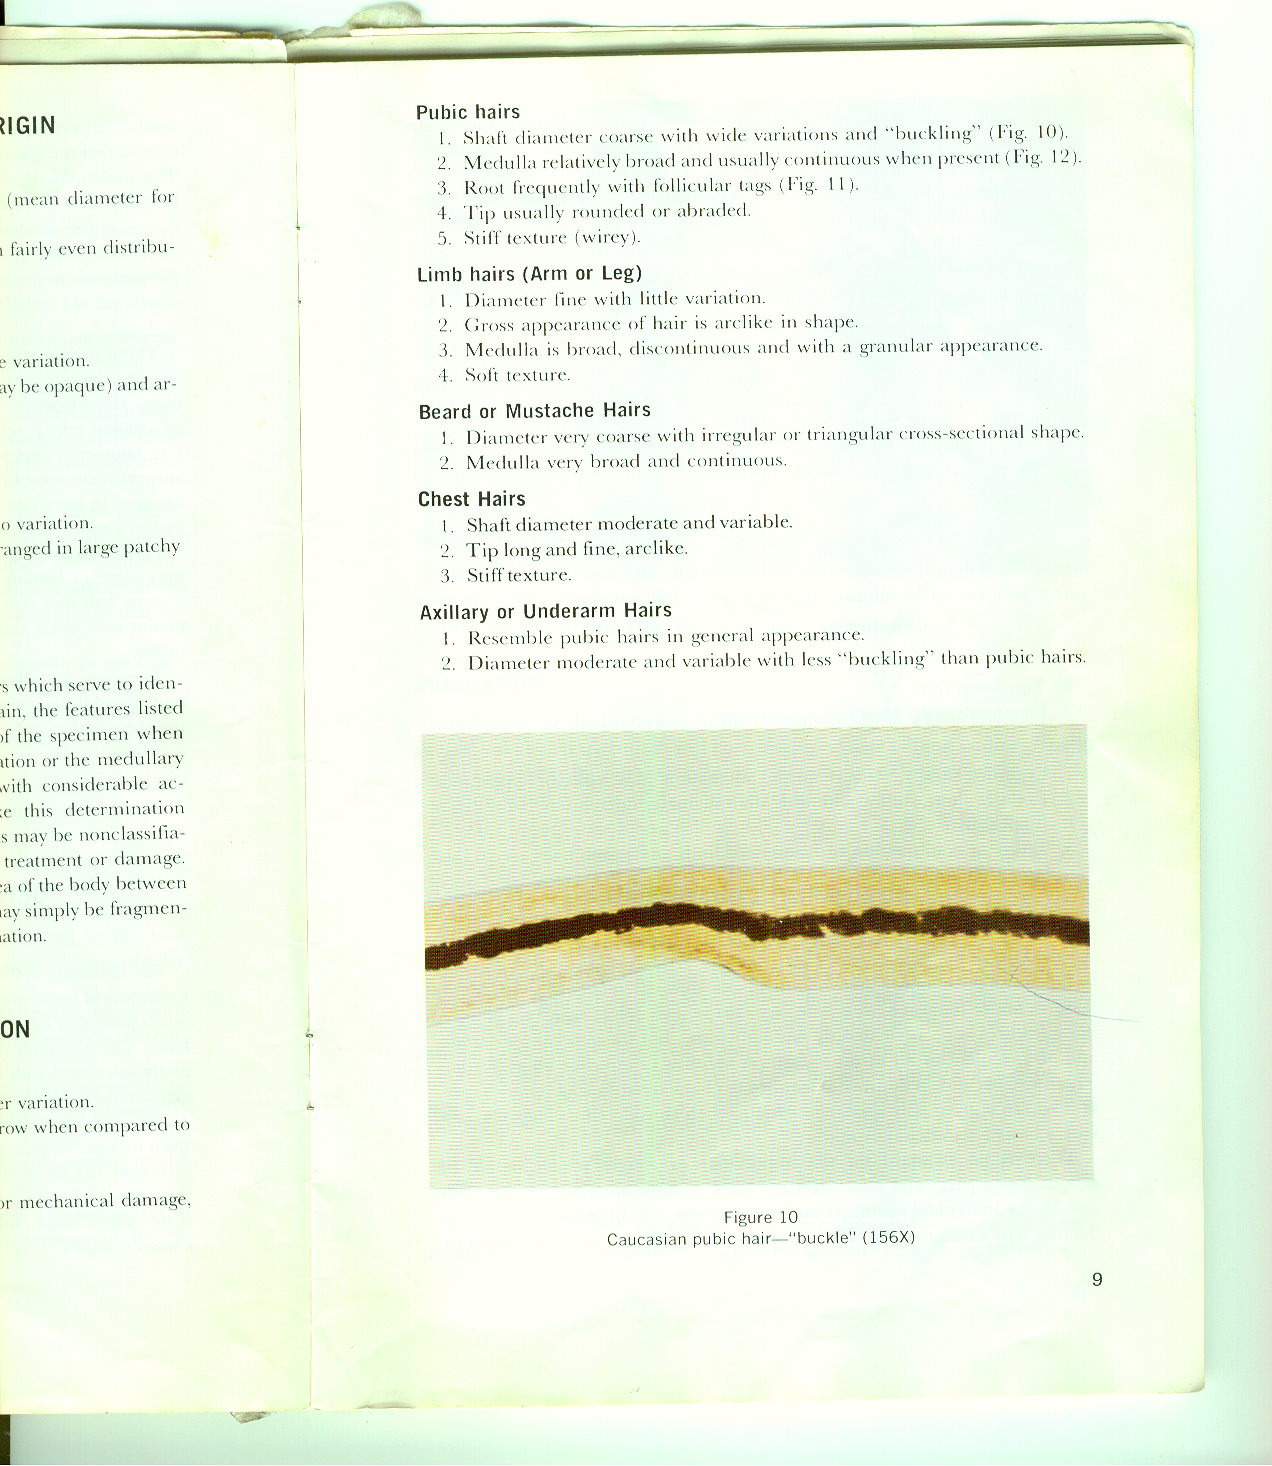 RIGIN
(mean diameter for
fairly even distribu-
variation.
ay be opaque) and ar-
o variation.
ranged in large patchy
s which serve to iden-
ain, the features listed
of the specimen when
ation or the medullary
with considerable ac-
ke this determination
s may be nonclassifia-
treatment or damage.
ea of the body between
may simply be fragmen-
ation.
ON
er variation.
row when compared to
or mechanical damage,
Pubic hairs
1. Shaft diameter coarse with wide variations and "buckling" (Fig. 10).
2. Medulla relatively broad and usually continuous when present (Fig. 12).
3. Root frequently with follicular tags (Fig. 11).
4. Tip usually rounded or abraded.
5. Stiff texture (wirey).
Limb hairs (Arm or Leg)
1. Diameter fine with little variation.
2. Gross appearance of hair is arclike in shape.
3. Medulla is broad, discontinuous and with a granular appearance.
4. Soft texture.
Beard or Mustache Hairs
1. Diameter very coarse with irregular or triangular cross-sectional shape.
2. Medulla very broad and continuous.
Chest Hairs
1. Shaft diameter moderate and variable.
2. Tip long and fine, arclike.
3. Stiff texture.
Axillary or Underarm Hairs
1. Resemble pubic hairs in general appearance.
2. Diameter moderate and variable with less "buckling" than pubic hairs.
Figure 10
Caucasian pubic hair—"buckle" (156X)
9